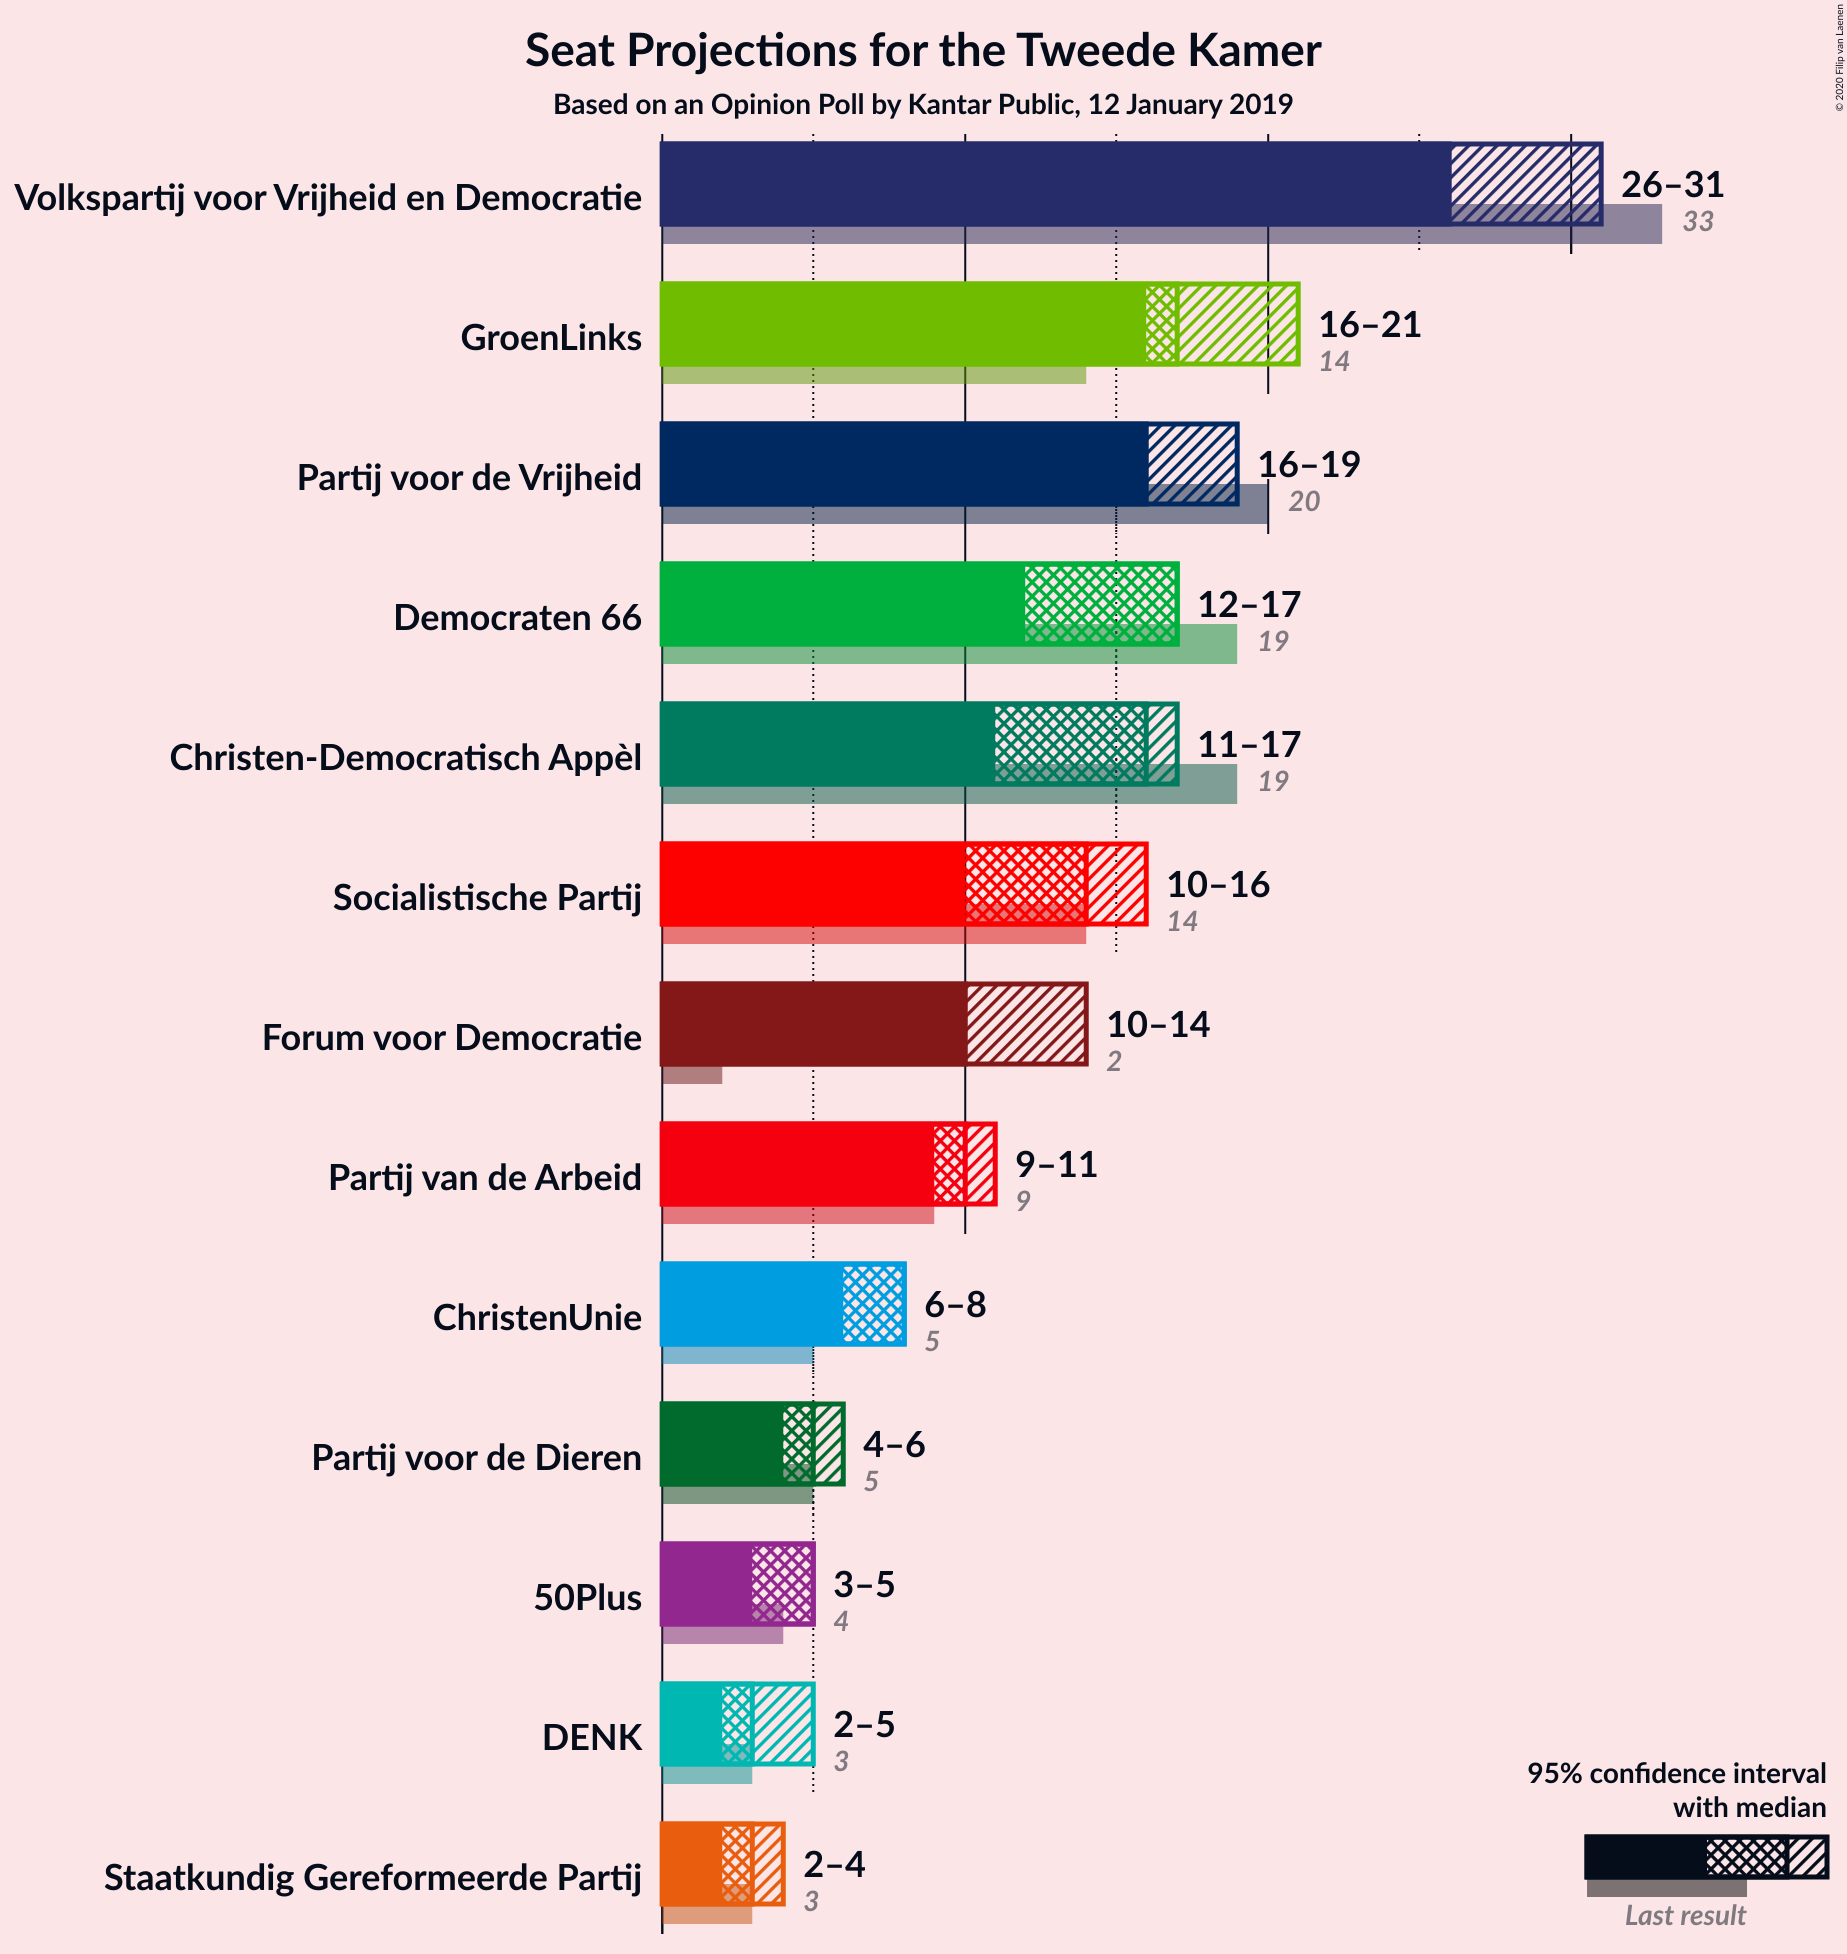 Seat Projections for the Tweede Kamer
Based on an Opinion Poll by Kantar Public, 12 January 2019
© 2020 Filip van Laenen
Volkspartij voor Vrijheid en Democratie
26–31
33
GroenLinks
16–21
14
Partij voor de Vrijheid
16–19
20
Democraten 66
12–17
19
Christen-Democratisch Appèl
11–17
19
Socialistische Partij
10–16
14
Forum voor Democratie
10–14
2
Partij van de Arbeid
9–11
9
ChristenUnie
6–8
5
Partij voor de Dieren
4–6
5
50Plus
3–5
4
DENK
2–5
3
Staatkundig Gereformeerde Partij
2–4
3
95% confidence interval
with median
Last result